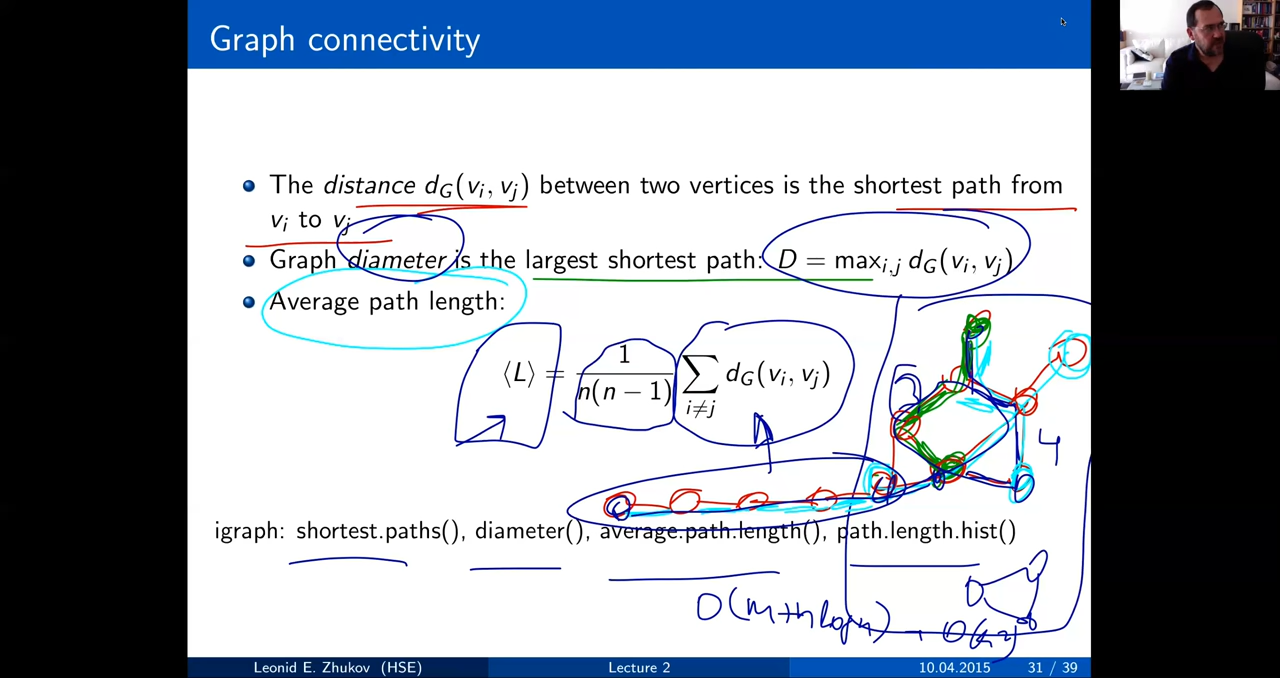 Graph connectivity
The distance d_G(v_i, v_j) between two vertices is the shortest path from
v_i to v_j
Graph diameter is the largest shortest path: D = max_{i,j} d_G(v_i, v_j)
Average path length:
⟨L⟩ = 1/n(n − 1) ∑_{i≠j} d_G(v_i, v_j)
3
4
igraph: shortest.paths(), diameter(), average.path.length(), path.length.hist()
O(m+n log n)
Leonid E. Zhukov (HSE) Lecture 2 10.04.2015 31 / 39